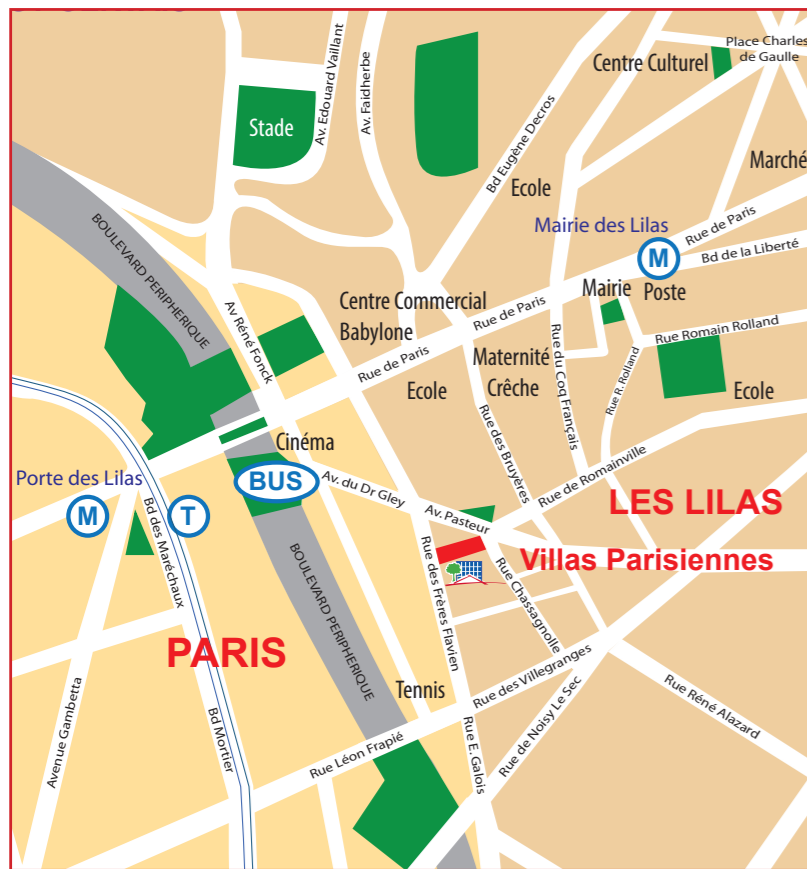 Place Charles
de Gaulle
Centre Culturel
Av. Edouard Vaillant
Av. Faidherbe
Stade
Bd Eugène Decros
Marché
Ecole
Mairie des Lilas
M
Rue de Paris
Bd de la Liberté
BOULEVARD PERIPHERIQUE
Mairie
Poste
Centre Commercial
Babylone
Rue de Paris
Av Réné Fonck
Rue Romain Rolland
Rue de Paris
Maternité
Crêche
Rue du Coq Français
Rue R. Rolland
Ecole
Ecole
Rue des Bruyères
Cinéma
Rue de Romainville
Porte des Lilas
BUS
Av. du Dr Gley
M
T
Av. Pasteur
LES LILAS
Bd des Maréchaux
Villas Parisiennes
BOULEVARD PERIPHERIQUE
Rue des Frères Flavien
Rue Chassagnolle
PARIS
Tennis
Rue des Villegranges
Avenue Gambetta
Bd Mortier
Rue Léon Frapié
Rue E. Galois
Rue de Noisy Le Sec
Rue Réné Alazard